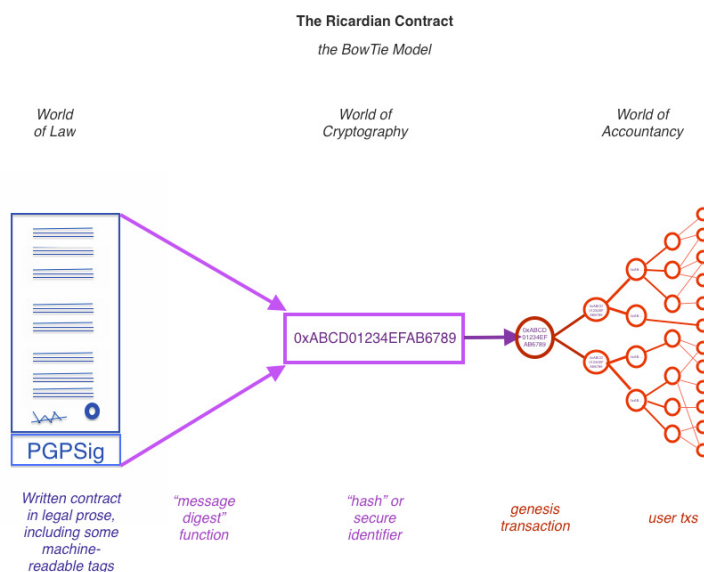 The Ricardian Contract
the BowTie Model
World
of Law
World of
Cryptography
World of
Accountancy
0xABCD01234EFAB6789
0xABCD
01234EF
AB6789
PGPSig
Written contract
in legal prose,
including some
machine-
readable tags
“message
digest”
function
“hash” or
secure
identifier
genesis
transaction
user txs